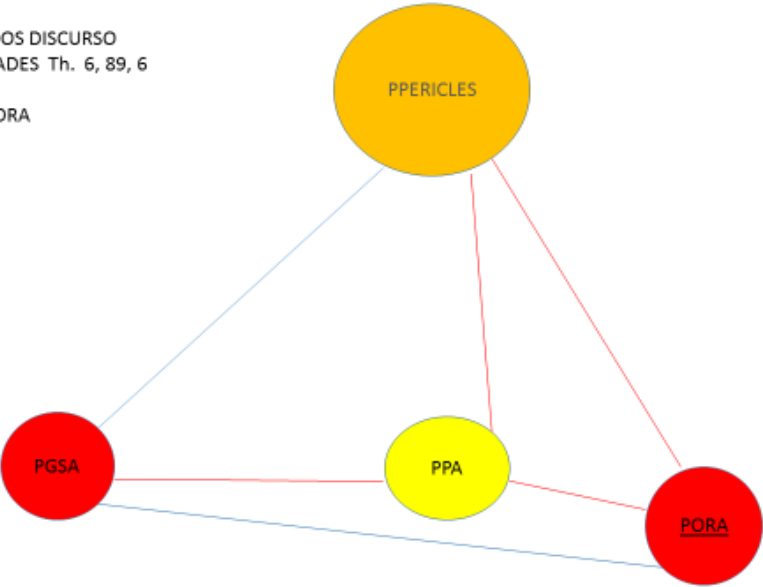 OS DISCURSO
ADES Th. 6, 89, 6
ORA
PPERICLES
PGSA
PPA
PORA